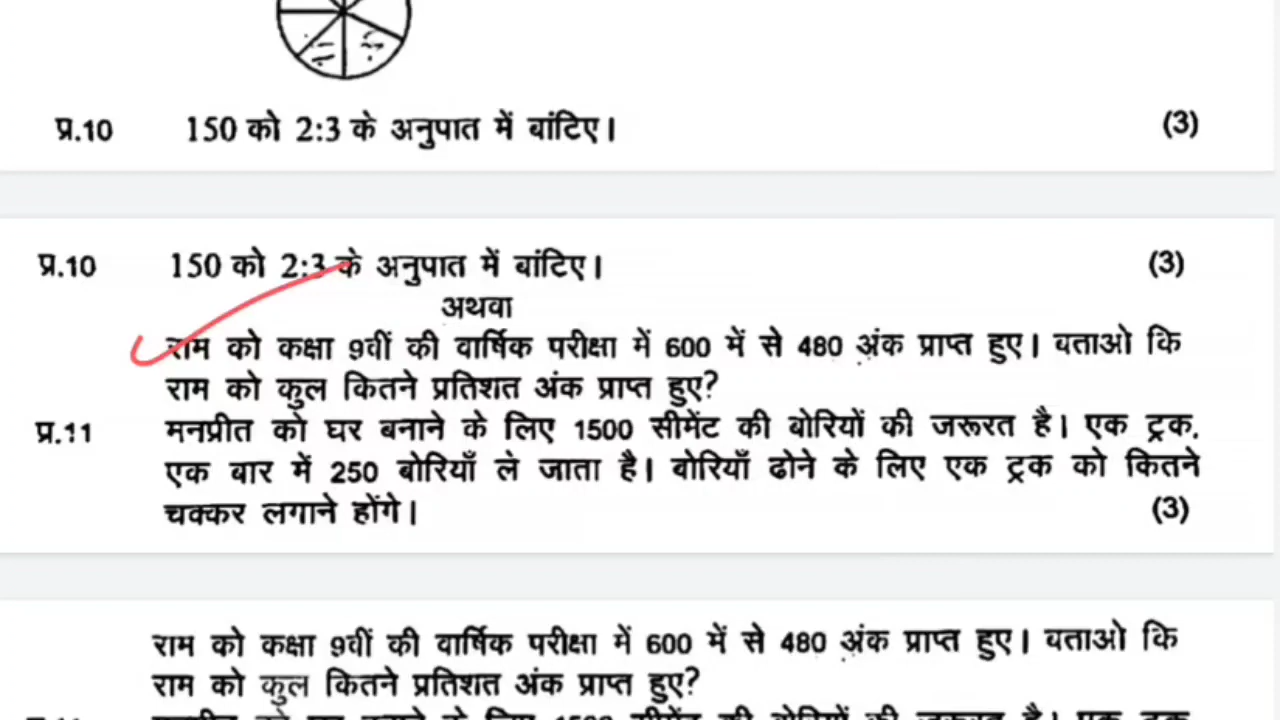 प्र.10 150 को 2:3 के अनुपात में बांटिए। (3)
प्र.10 150 को 2:3 के अनुपात में बांटिए। (3)
अथवा
राम को कक्षा 9वीं की वार्षिक परीक्षा में 600 में से 480 अंक प्राप्त हुए। बताओ कि
राम को कुल कितने प्रतिशत अंक प्राप्त हुए?
प्र.11 मनप्रीत को घर बनाने के लिए 1500 सीमेंट की बोरियों की जरूरत है। एक ट्रक.
एक बार में 250 बोरियाँ ले जाता है। बोरियाँ ढोने के लिए एक ट्रक को कितने
चक्कर लगाने होंगे। (3)
राम को कक्षा 9वीं की वार्षिक परीक्षा में 600 में से 480 अंक प्राप्त हुए। बताओ कि
राम को कुल कितने प्रतिशत अंक प्राप्त हुए?